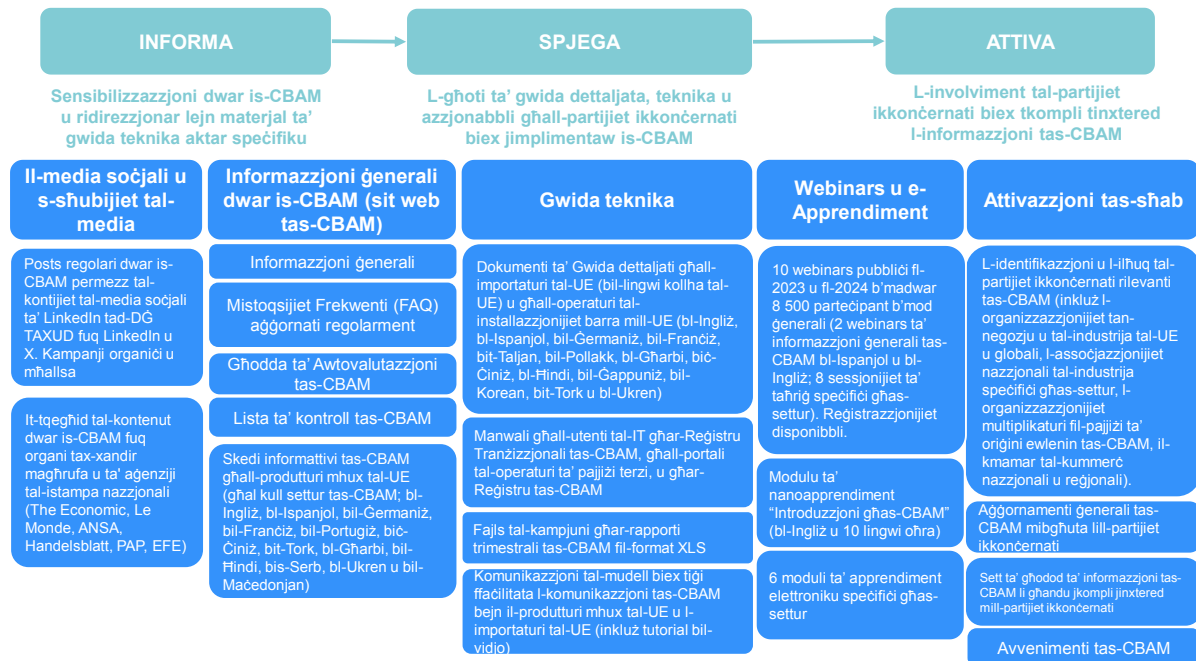 INFORMA
SPJEGA
ATTIVA
Sensibilizzazzjoni dwar is-CBAM
u ridirezzjonar lejn materjal ta'
gwida teknika aktar speċifiku
L-għoti ta' gwida dettaljata, teknika u
azzjonabbli għall-partijiet ikkonċernati
biex jimplimentaw is-CBAM
L-involviment tal-partijiet
ikkonċernati biex tkompli tinxtered
l-informazzjoni tas-CBAM
Il-media soċjali u
s-sħubijiet tal-
media
Posts regolari dwar is-
CBAM permezz tal-
kontijiet tal-media soċjali
ta' LinkedIn tad-DĠ
TAXUD fuq LinkedIn u
X. Kampanji organiċi u
mħallsa
It-tqegħid tal-kontenut
dwar is-CBAM fuq
organi tax-xandir
magħrufa u ta' aġenziji
tal-istampa nazzjonali
(The Economic, Le
Monde, ANSA,
Handelsblatt, PAP, EFE)
Informazzjoni ġenerali
dwar is-CBAM (sit web
tas-CBAM)
Informazzjoni ġenerali
Mistoqsijiet Frekwenti (FAQ)
aġġornati regolarment
Għodda ta' Awtovalutazzjoni
tas-CBAM
Lista ta' kontroll tas-CBAM
Skedi informattivi tas-CBAM
għall-produttur mhux tal-UE
(għal kull settur tas-CBAM; bl-
Ingliż, bl-Ispanjol, bil-Ġermaniż,
bil-Franċiż, bil-Portugiż, biċ-
Ċiniż, bit-Tork, bl-Għarbi, bil-
Ħindi, bis-Serb, bl-Ukren u bil-
Maċedonjan)
Gwida teknika
Dokumenti ta' Gwida dettaljati għall-
importaturi tal-UE (bil-lingwi kollha tal-
UE) u għall-operaturi tal-
installazzjonijiet barra mill-UE (bl-Ingliż,
bl-Ispanjol, bil-Ġermaniż, bil-Franċiż,
bit-Taljan, bil-Pollakk, bl-Għarbi, biċ-
Ċiniż, bl-Ħindi, bil-Ġappuniż, bil-
Korean, bit-Tork u bl-Ukren)
Manwali għall-utenti tal-IT għar-Reġistru
Tranżizzjonali tas-CBAM, għall-portali
tal-operaturi ta' pajjiżi terzi, u għar-
Reġistru tas-CBAM
Fajls tal-kampjuni għar-rapporti
trimestrali tas-CBAM fil-format XLS
Komunikazzjoni tal-mudell biex tiġi
ffaċilitata l-komunikazzjoni tas-CBAM
bejn il-produtturi mhux tal-UE u l-
importaturi tal-UE (inkluż tutorial bil-
vidjo)
Webinars u e-
Apprendiment
10 webinars pubbliċi fl-
2023 u fl-2024 b'madwar
8 500 parteċipant b'mod
ġenerali (2 webinars ta'
informazzjoni ġenerali tas-
CBAM bl-Ispanjol u bl-
Ingliż; 8 sessjonijiet ta'
taħriġ speċifiċi għas-
settur). Reġistrazzjonijiet
disponibbli.
Modulu ta'
nanoapprendiment
“Introduzzjoni għas-CBAM”
(bl-Ingliż u 10 lingwi oħra)
6 moduli ta' apprendiment
elettroniku speċifiċi għas-
settur
Attivazzjoni tas-sħab
L-identifikazzjoni u l-ilħuq tal-
partijiet ikkonċernati rilevanti
tas-CBAM (inkluż l-
organizzazzjonijiet tan-
negozju u tal-industrija tal-UE
u globali, l-assoċjazzjonijiet
nazzjonali tal-industrija
speċifiċi għas-settur, l-
organizzazzjonijiet
multiplikaturi fil-pajjiżi ta'
oriġini ewlenin tas-CBAM, il-
kmamar tal-kummerċ
nazzjonali u reġjonali).
Aġġornamenti ġenerali tas-
CBAM mibgħuta lill-partijiet
ikkonċernati
Sett ta' għodod ta' informazzjoni tas-
CBAM li għandu jkompli jinxtered
mill-partijiet ikkonċernati
Avvenimenti tas-CBAM